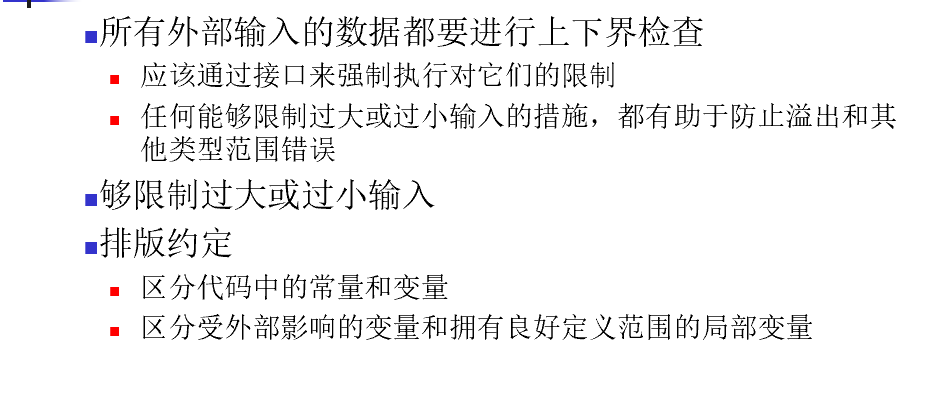 所有外部输入的数据都要进行上下界检查
应该通过接口来强制执行对它们的限制
任何能够限制过大或过小输入的措施，都有助于防止溢出和其
他类型范围错误
够限制过大或过小输入
排版约定
区分代码中的常量和变量
区分受外部影响的变量和拥有良好定义范围的局部变量